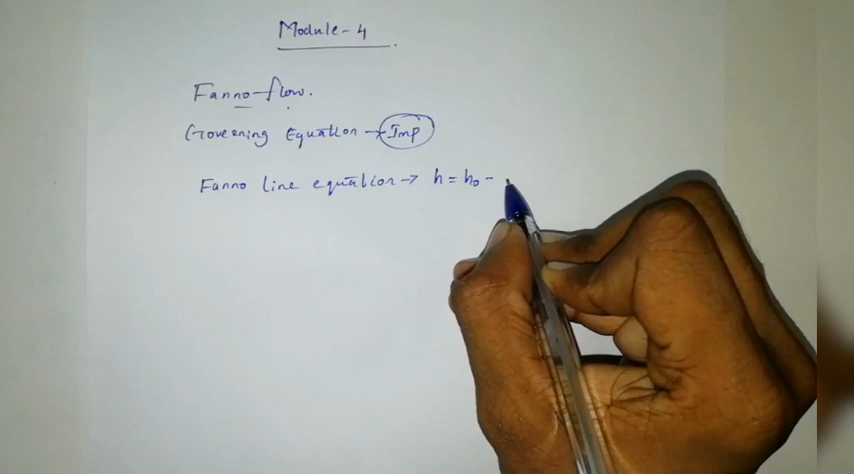 Module-4
Fanno-flow.
Governing Equation → Imp
Fanno line equation → h = h₀ -